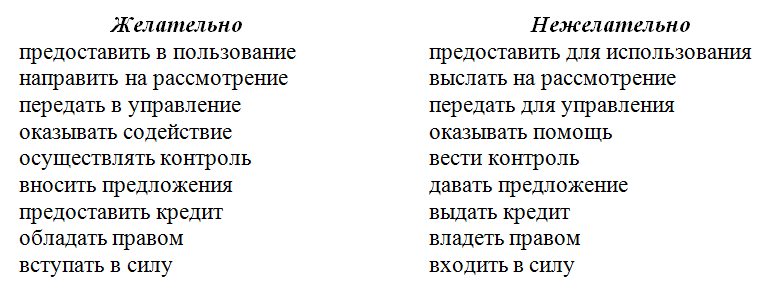 Желательно Нежелательно
предоставить в пользование предоставить для использования
направить на рассмотрение выслать на рассмотрение
передать в управление передать для управления
оказывать содействие оказывать помощь
осуществлять контроль вести контроль
вносить предложения давать предложение
предоставить кредит выдать кредит
обладать правом владеть правом
вступать в силу входить в силу